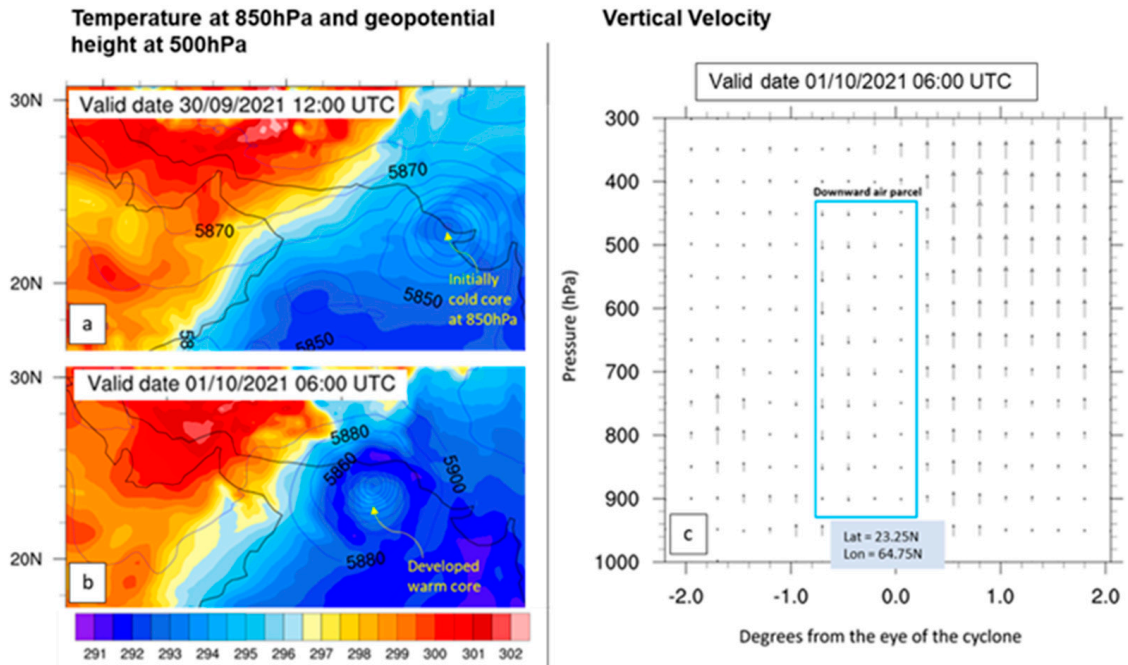 Temperature at 850hPa and geopotential
height at 500hPa
30N
Valid date 30/09/2021 12:00 UTC
5870
5870
20N
Initially
cold core
at 850hPa
5850
58
5850
a
30N
Valid date 01/10/2021 06:00 UTC
5880
5860
5900
20N
5880
Developed
warm core
b
291 292 293 294 295 296 297 298 299 300 301 302
Vertical Velocity
Valid date 01/10/2021 06:00 UTC
Pressure (hPa)
300
400
500
600
700
800
900
1000
Downward air parcel
c
Lat = 23.25N
Lon = 64.75N
-2.0 -1.0 0.0 1.0 2.0
Degrees from the eye of the cyclone